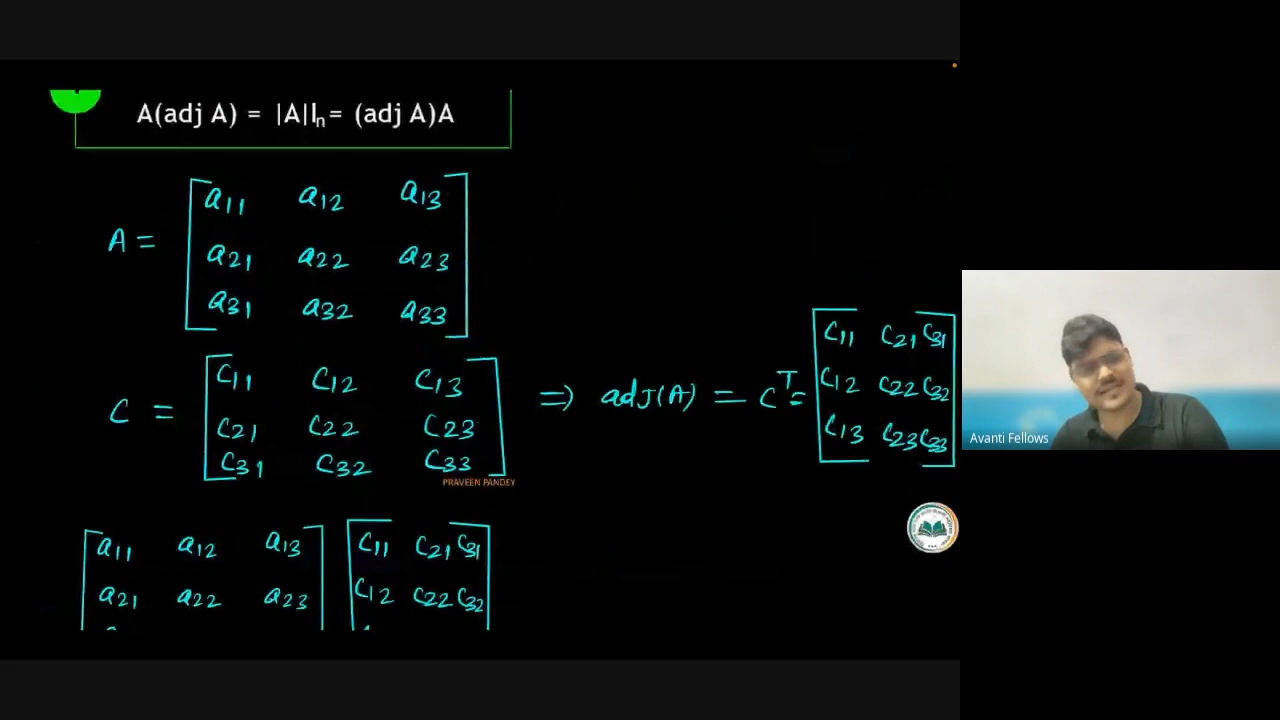 A(adj A) = |A|Iₙ = (adj A)A
a₁₁ a₁₂ a₁₃
A = a₂₁ a₂₂ a₂₃
a₃₁ a₃₂ a₃₃
C₁₁ C₁₂ C₁₃
C = C₂₁ C₂₂ C₂₃
C₃₁ C₃₂ C₃₃
PRAVEEN PANDEY
C₁₁ C₂₁ C₃₁
⇒ adj(A) = Cᵀ = C₁₂ C₂₂ C₃₂
C₁₃ C₂₃ C₃₃
Avanti Fellows
a₁₁ a₁₂ a₁₃ C₁₁ C₂₁ C₃₁
a₂₁ a₂₂ a₂₃ C₁₂ C₂₂ C₃₂